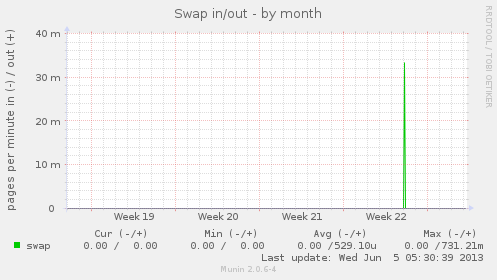 Swap in/out - by month
RRDTOOL / TOBI OETIKER
pages per minute in (-) / out (+)
40 m
30 m
20 m
10 m
0
Week 19 Week 20 Week 21 Week 22
Cur (-/+) Min (-/+) Avg (-/+) Max (-/+)
swap 0.00 / 0.00 0.00 / 0.00 0.00 /529.10u 0.00 /731.21m
Last update: Wed Jun 5 05:30:39 2013
Munin 2.0.6-4